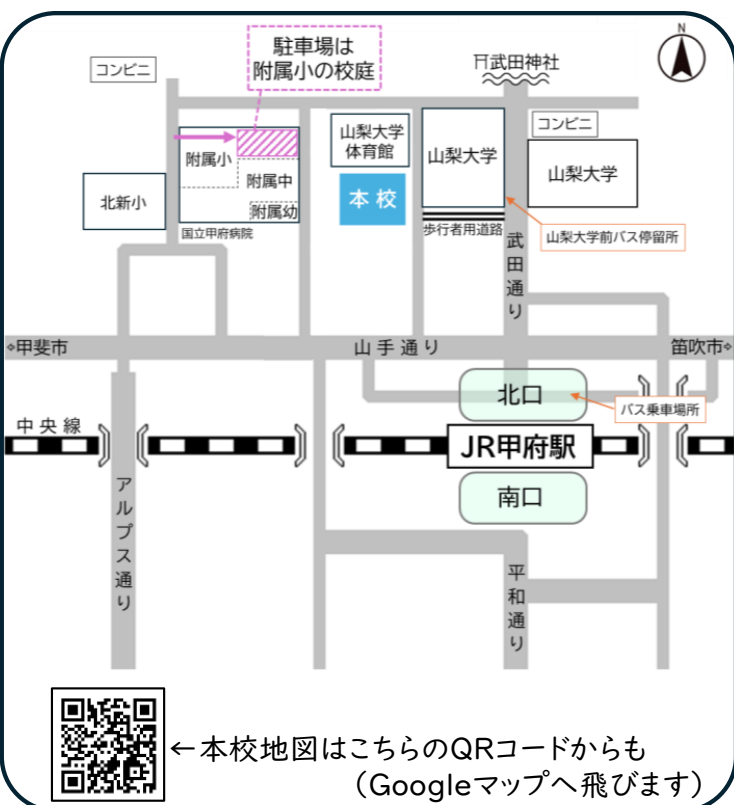 N
駐車場は
附属小の校庭
コンビニ
武田神社
コンビニ
山梨大学
体育館
山梨大学
山梨大学
附属小
附属中
附属幼
北新小
本校
国立甲府病院
歩行者用道路
山梨大学前バス停留所
武田通り
⋄甲斐市
山手通り
笛吹市⋄
北口
バス乗車場所
中央線
JR甲府駅
南口
アルプス通り
平和通り
←本校地図はこちらのQRコードからも
（Googleマップへ飛びます）